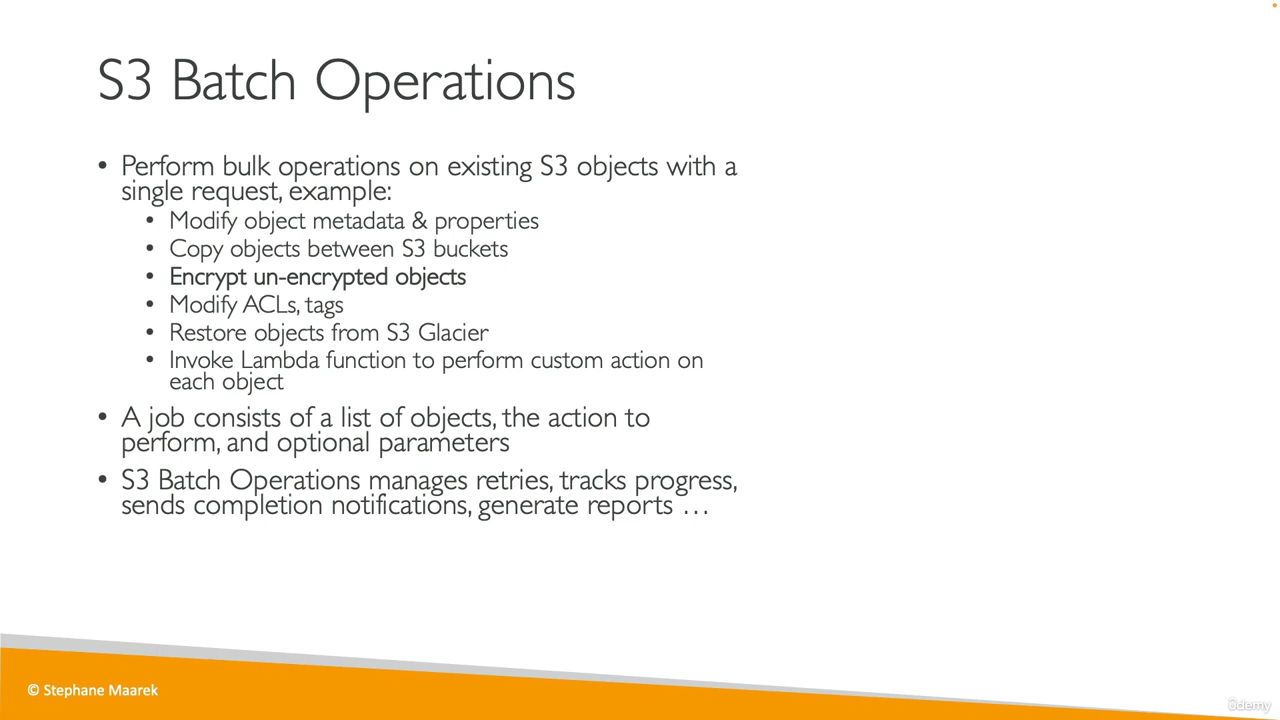 S3 Batch Operations
• Perform bulk operations on existing S3 objects with a
single request, example:
• Modify object metadata & properties
• Copy objects between S3 buckets
• Encrypt un-encrypted objects
• Modify ACLs, tags
• Restore objects from S3 Glacier
• Invoke Lambda function to perform custom action on
each object
• A job consists of a list of objects, the action to
perform, and optional parameters
• S3 Batch Operations manages retries, tracks progress,
sends completion notifications, generate reports …
© Stephane Maarek
ûdemy